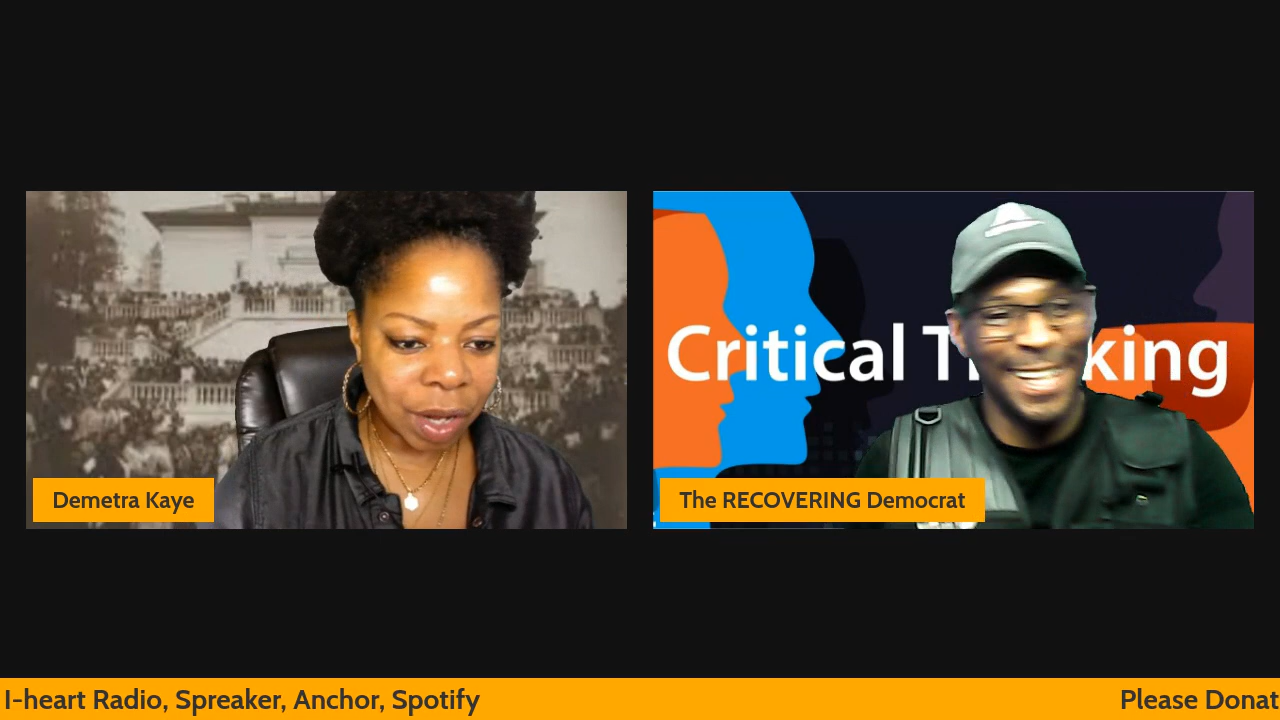 Critical T king
Demetra Kaye
The RECOVERING Democrat
I-heart Radio, Spreaker, Anchor, Spotify
Please Donat